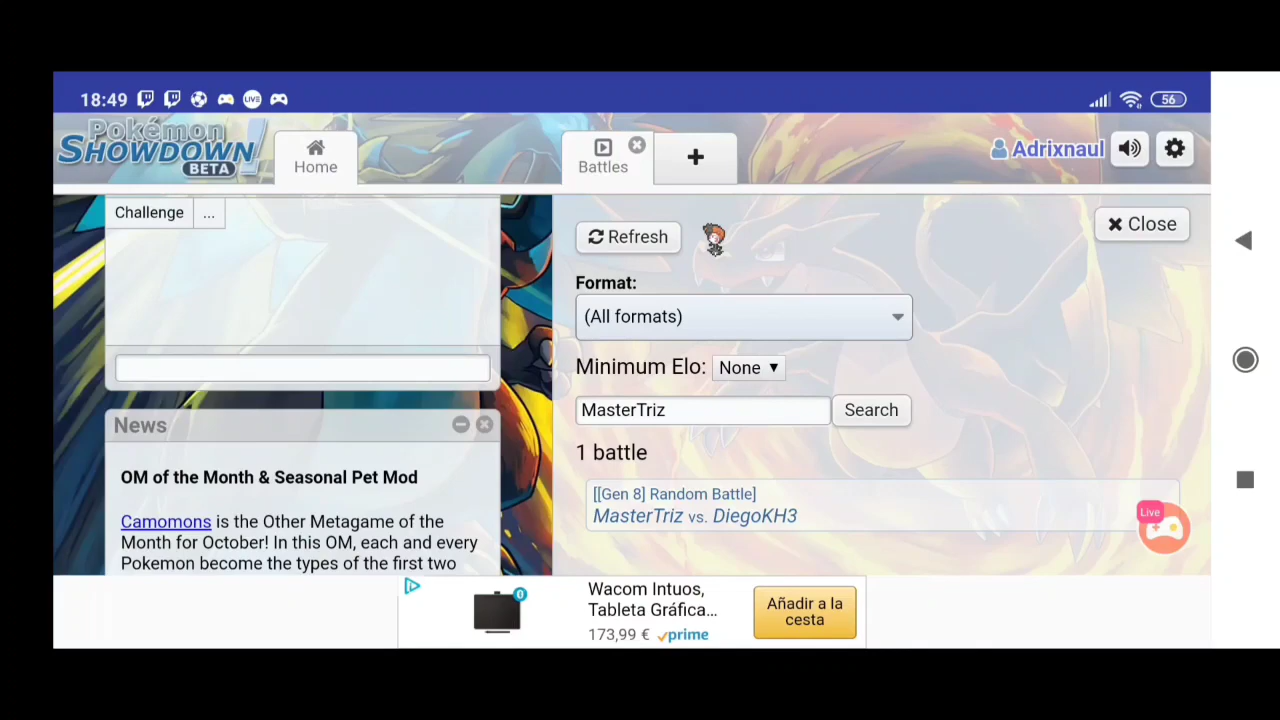 18:49
LIVE
56
Pokémon
SHOWDOWN!
BETA
Home
Battles
+
Adrixnaul
Challenge
...
Refresh
Close
Format:
(All formats)
Minimum Elo: None ▼
MasterTriz
Search
1 battle
[[Gen 8] Random Battle]
MasterTriz vs. DiegoKH3
News
OM of the Month & Seasonal Pet Mod
Camomons is the Other Metagame of the
Month for October! In this OM, each and every
Pokemon become the types of the first two
Live
Wacom Intuos,
Tableta Gráfica...
173,99 € prime
0
Añadir a la
cesta